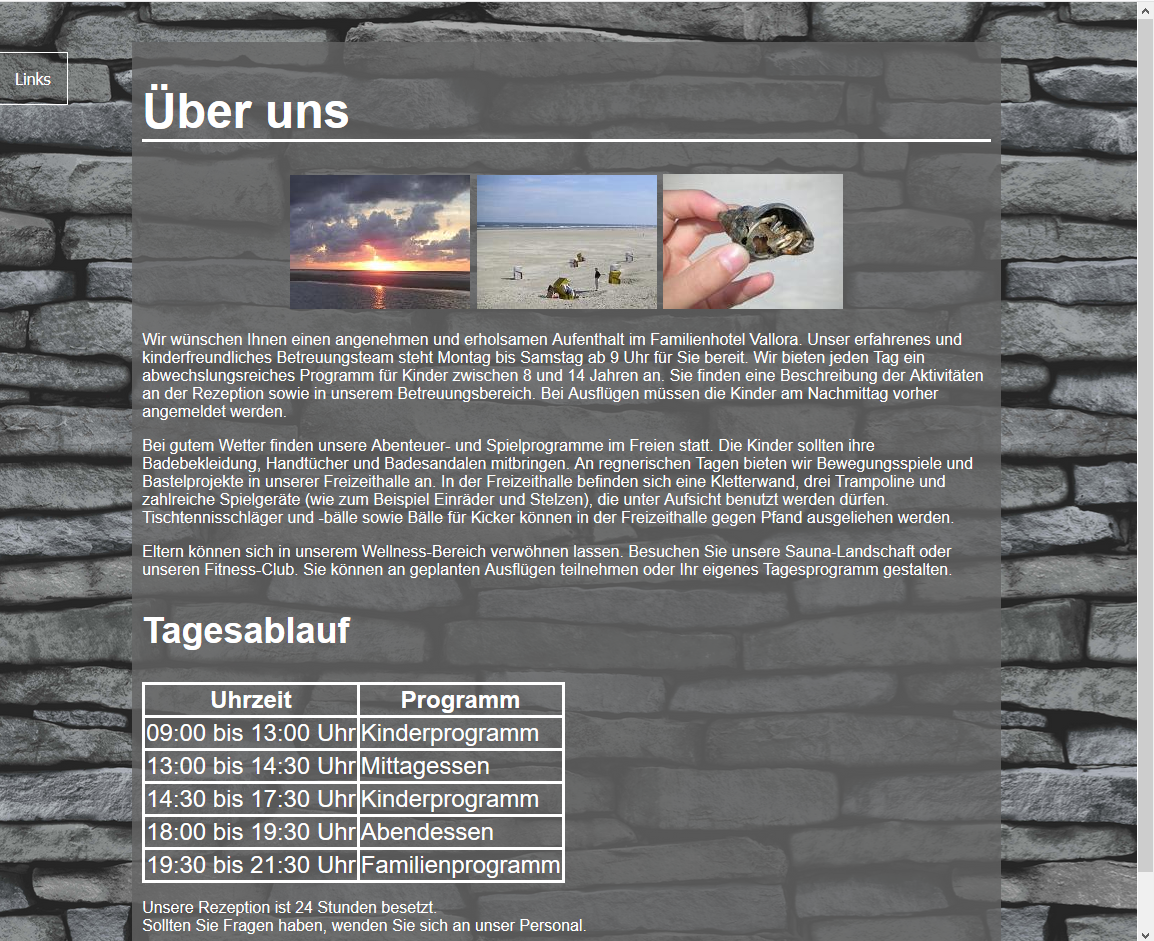 Links
Über uns
Wir wünschen Ihnen einen angenehmen und erholsamen Aufenthalt im Familienhotel Vallora. Unser erfahrenes und
kinderfreundliches Betreuungsteam steht Montag bis Samstag ab 9 Uhr für Sie bereit. Wir bieten jeden Tag ein
abwechslungsreiches Programm für Kinder zwischen 8 und 14 Jahren an. Sie finden eine Beschreibung der Aktivitäten
an der Rezeption sowie in unserem Betreuungsbereich. Bei Ausflügen müssen die Kinder am Nachmittag vorher
angemeldet werden.
Bei gutem Wetter finden unsere Abenteuer- und Spielprogramme im Freien statt. Die Kinder sollten ihre
Badebekleidung, Handtücher und Badesandalen mitbringen. An regnerischen Tagen bieten wir Bewegungsspiele und
Bastelprojekte in unserer Freizeithalle an. In der Freizeithalle befinden sich eine Kletterwand, drei Trampoline und
zahlreiche Spielgeräte (wie zum Beispiel Einräder und Stelzen), die unter Aufsicht benutzt werden dürfen.
Tischtennisschläger und -bälle sowie Bälle für Kicker können in der Freizeithalle gegen Pfand ausgeliehen werden.
Eltern können sich in unserem Wellness-Bereich verwöhnen lassen. Besuchen Sie unsere Sauna-Landschaft oder
unseren Fitness-Club. Sie können an geplanten Ausflügen teilnehmen oder Ihr eigenes Tagesprogramm gestalten.
Tagesablauf
Uhrzeit Programm
09:00 bis 13:00 Uhr Kinderprogramm
13:00 bis 14:30 Uhr Mittagessen
14:30 bis 17:30 Uhr Kinderprogramm
18:00 bis 19:30 Uhr Abendessen
19:30 bis 21:30 Uhr Familienprogramm
Unsere Rezeption ist 24 Stunden besetzt.
Sollten Sie Fragen haben, wenden Sie sich an unser Personal.